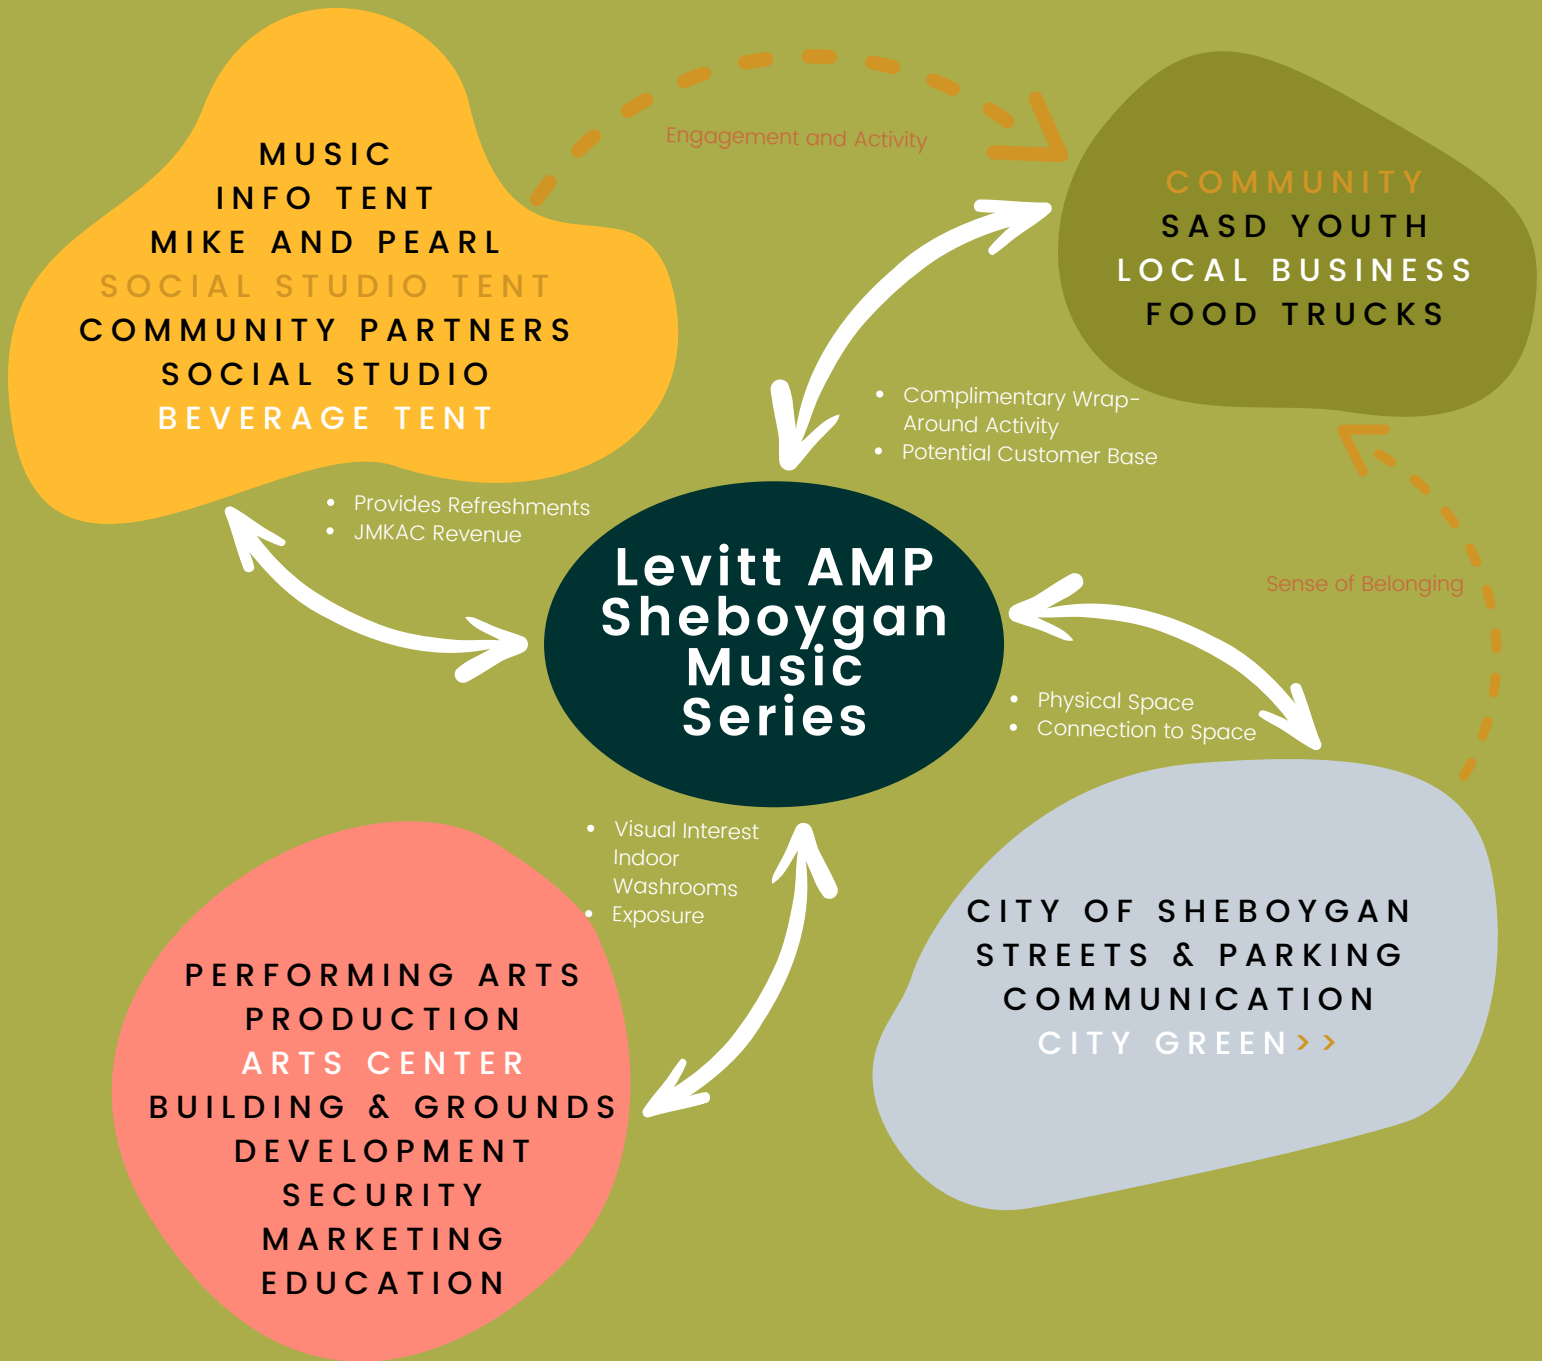 MUSIC
INFO TENT
MIKE AND PEARL
SOCIAL STUDIO TENT
COMMUNITY PARTNERS
SOCIAL STUDIO
BEVERAGE TENT
Engagement and Activity
COMMUNITY
SASD YOUTH
LOCAL BUSINESS
FOOD TRUCKS
• Complimentary Wrap-
Around Activity
• Potential Customer Base
• Provides Refreshments
• JMKAC Revenue
Levitt AMP
Sheboygan
Music
Series
Sense of Belonging
• Physical Space
• Connection to Space
• Visual Interest
Indoor
Washrooms
• Exposure
PERFORMING ARTS
PRODUCTION
ARTS CENTER
BUILDING & GROUNDS
DEVELOPMENT
SECURITY
MARKETING
EDUCATION
CITY OF SHEBOYGAN
STREETS & PARKING
COMMUNICATION
CITY GREEN>>